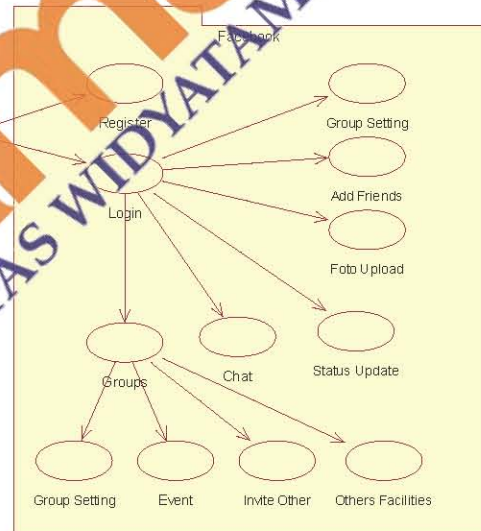 Facebook
Register
Group Setting
Login
Add Friends
Foto Upload
Groups
Chat
Status Update
Group Setting
Event
Invite Other
Others Facilities
AS WIDYATAM